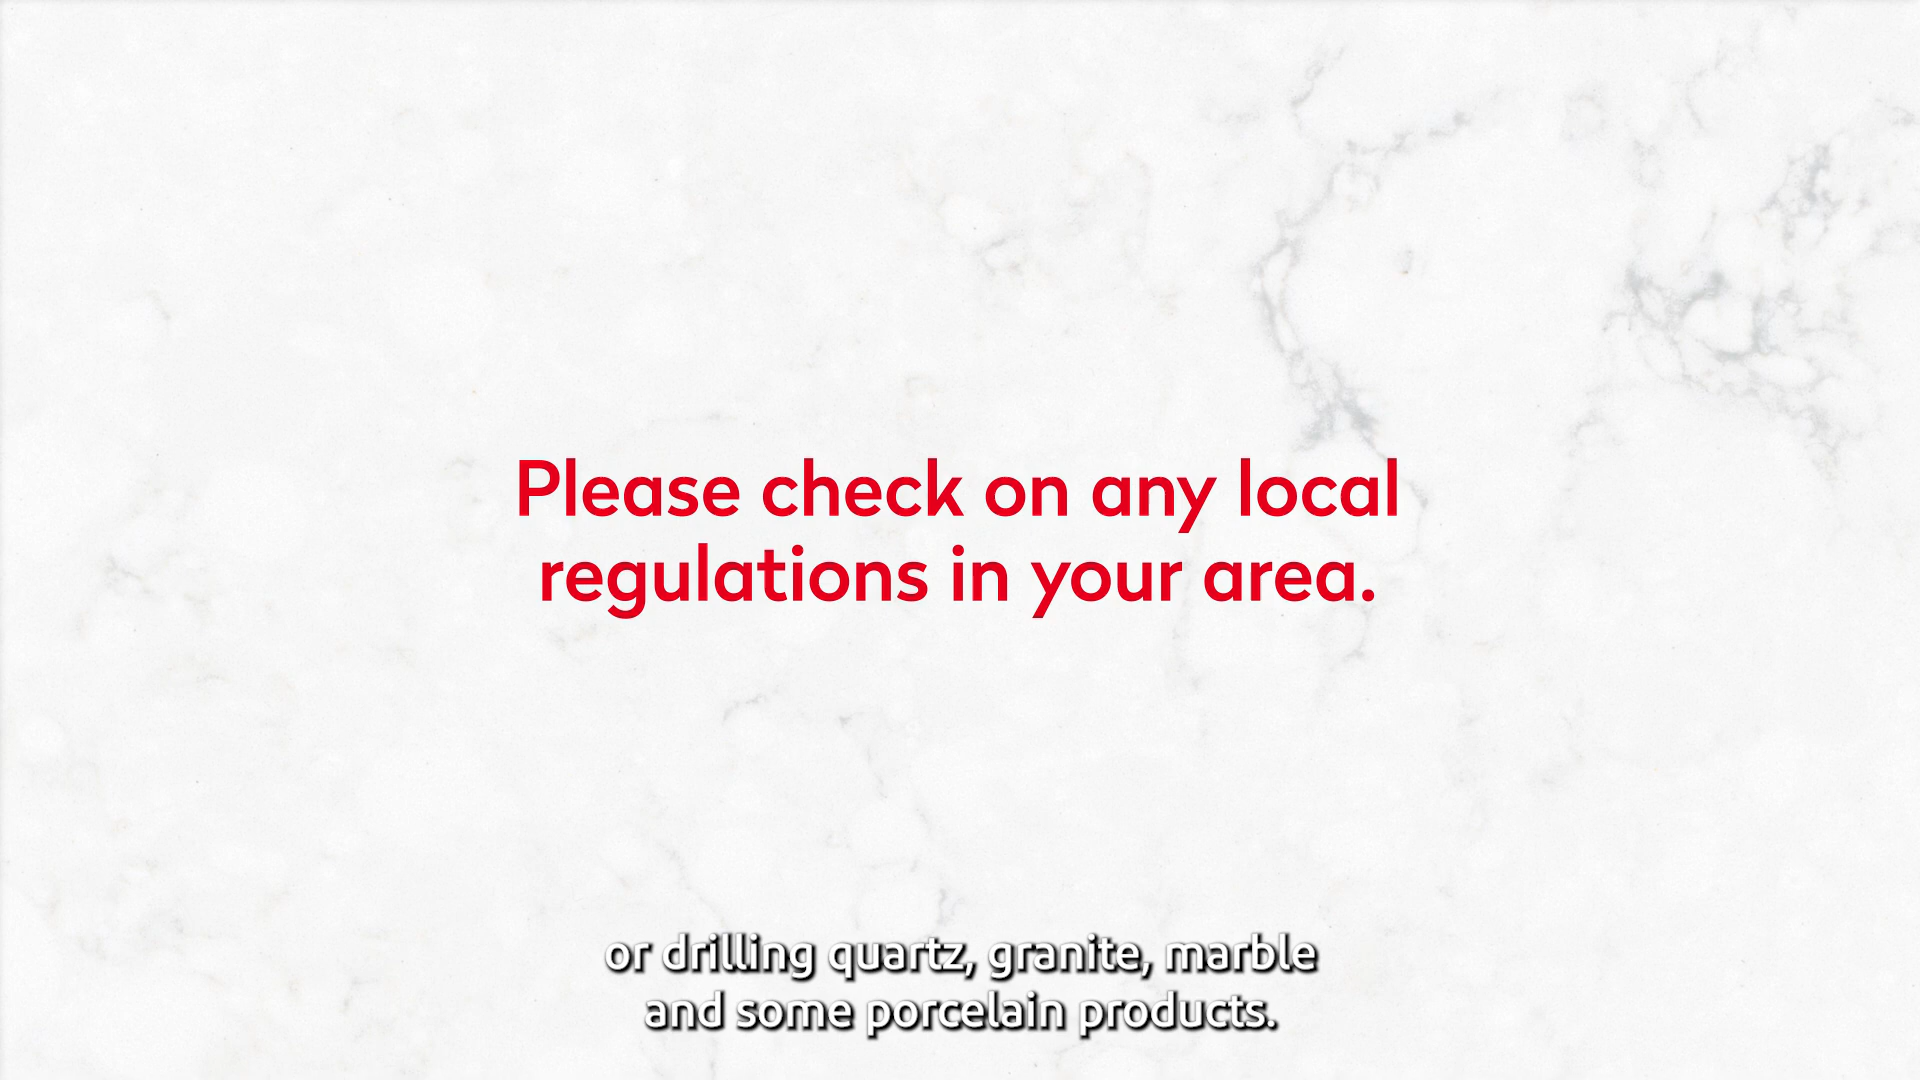 Please check on any local
regulations in your area.
or drilling quartz, granite, marble
and some porcelain products.